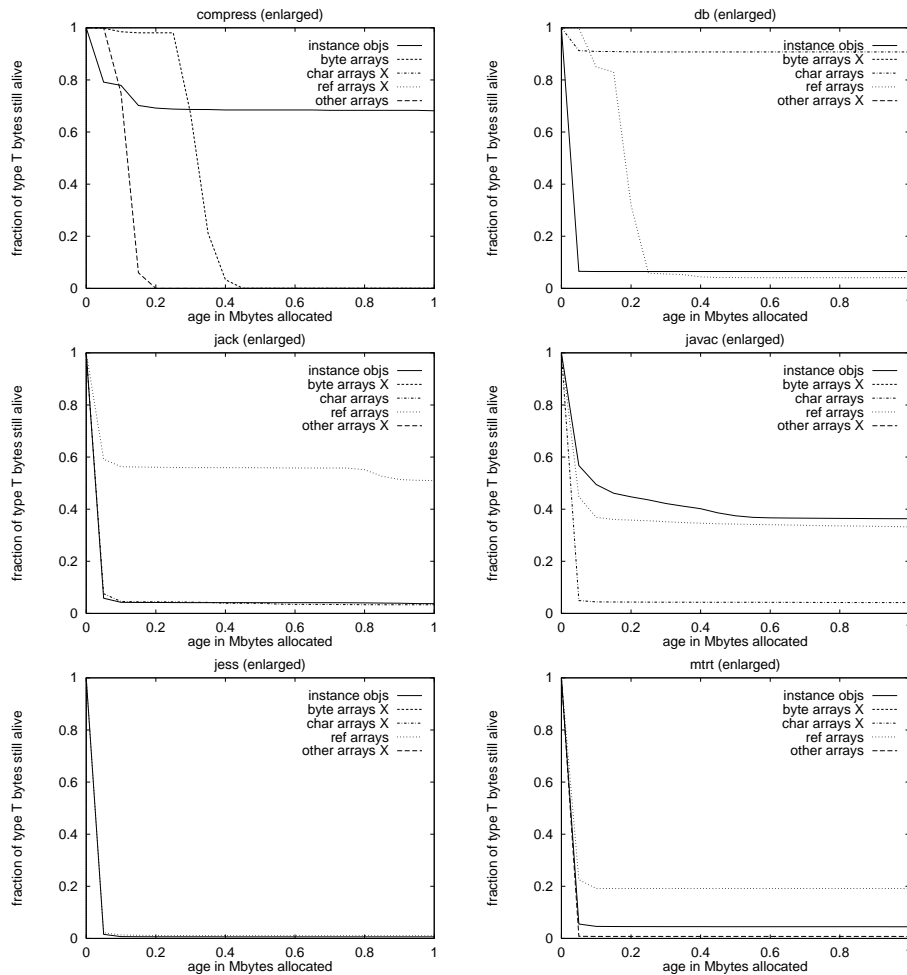 compress (enlarged)
fraction of type T bytes still alive
1
0.8
0.6
0.4
0.2
0
0 0.2 0.4 0.6 0.8 1
age in Mbytes allocated
instance objs
byte arrays
char arrays X
ref arrays X
other arrays
db (enlarged)
fraction of type T bytes still alive
1
0.8
0.6
0.4
0.2
0
0 0.2 0.4 0.6 0.8 1
age in Mbytes allocated
instance objs
byte arrays X
char arrays
ref arrays
other arrays X
jack (enlarged)
fraction of type T bytes still alive
1
0.8
0.6
0.4
0.2
0
0 0.2 0.4 0.6 0.8 1
age in Mbytes allocated
instance objs
byte arrays X
char arrays
ref arrays
other arrays X
javac (enlarged)
fraction of type T bytes still alive
1
0.8
0.6
0.4
0.2
0
0 0.2 0.4 0.6 0.8 1
age in Mbytes allocated
instance objs
byte arrays X
char arrays
ref arrays
other arrays X
jess (enlarged)
fraction of type T bytes still alive
1
0.8
0.6
0.4
0.2
0
0 0.2 0.4 0.6 0.8 1
age in Mbytes allocated
instance objs
byte arrays X
char arrays X
ref arrays
other arrays X
mtrt (enlarged)
fraction of type T bytes still alive
1
0.8
0.6
0.4
0.2
0
0 0.2 0.4 0.6 0.8 1
age in Mbytes allocated
instance objs
byte arrays X
char arrays X
ref arrays
other arrays